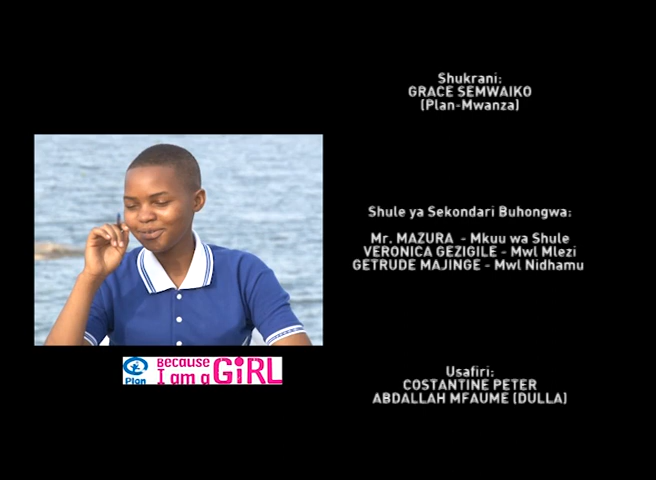 Shukrani:
GRACE SEMWAIKO
(Plan-Mwanza)
Shule ya Sekondari Buhongwa:
Mr. MAZURA - Mkuu wa Shule
VERONICA GEZIGILE - Mwl Mlezi
GETRUDE MAJINGE - Mwl Nidhamu
Plan
Because
I am a GiRL
Usafiri:
COSTANTINE PETER
ABDALLAH MFAUME (DULLA)